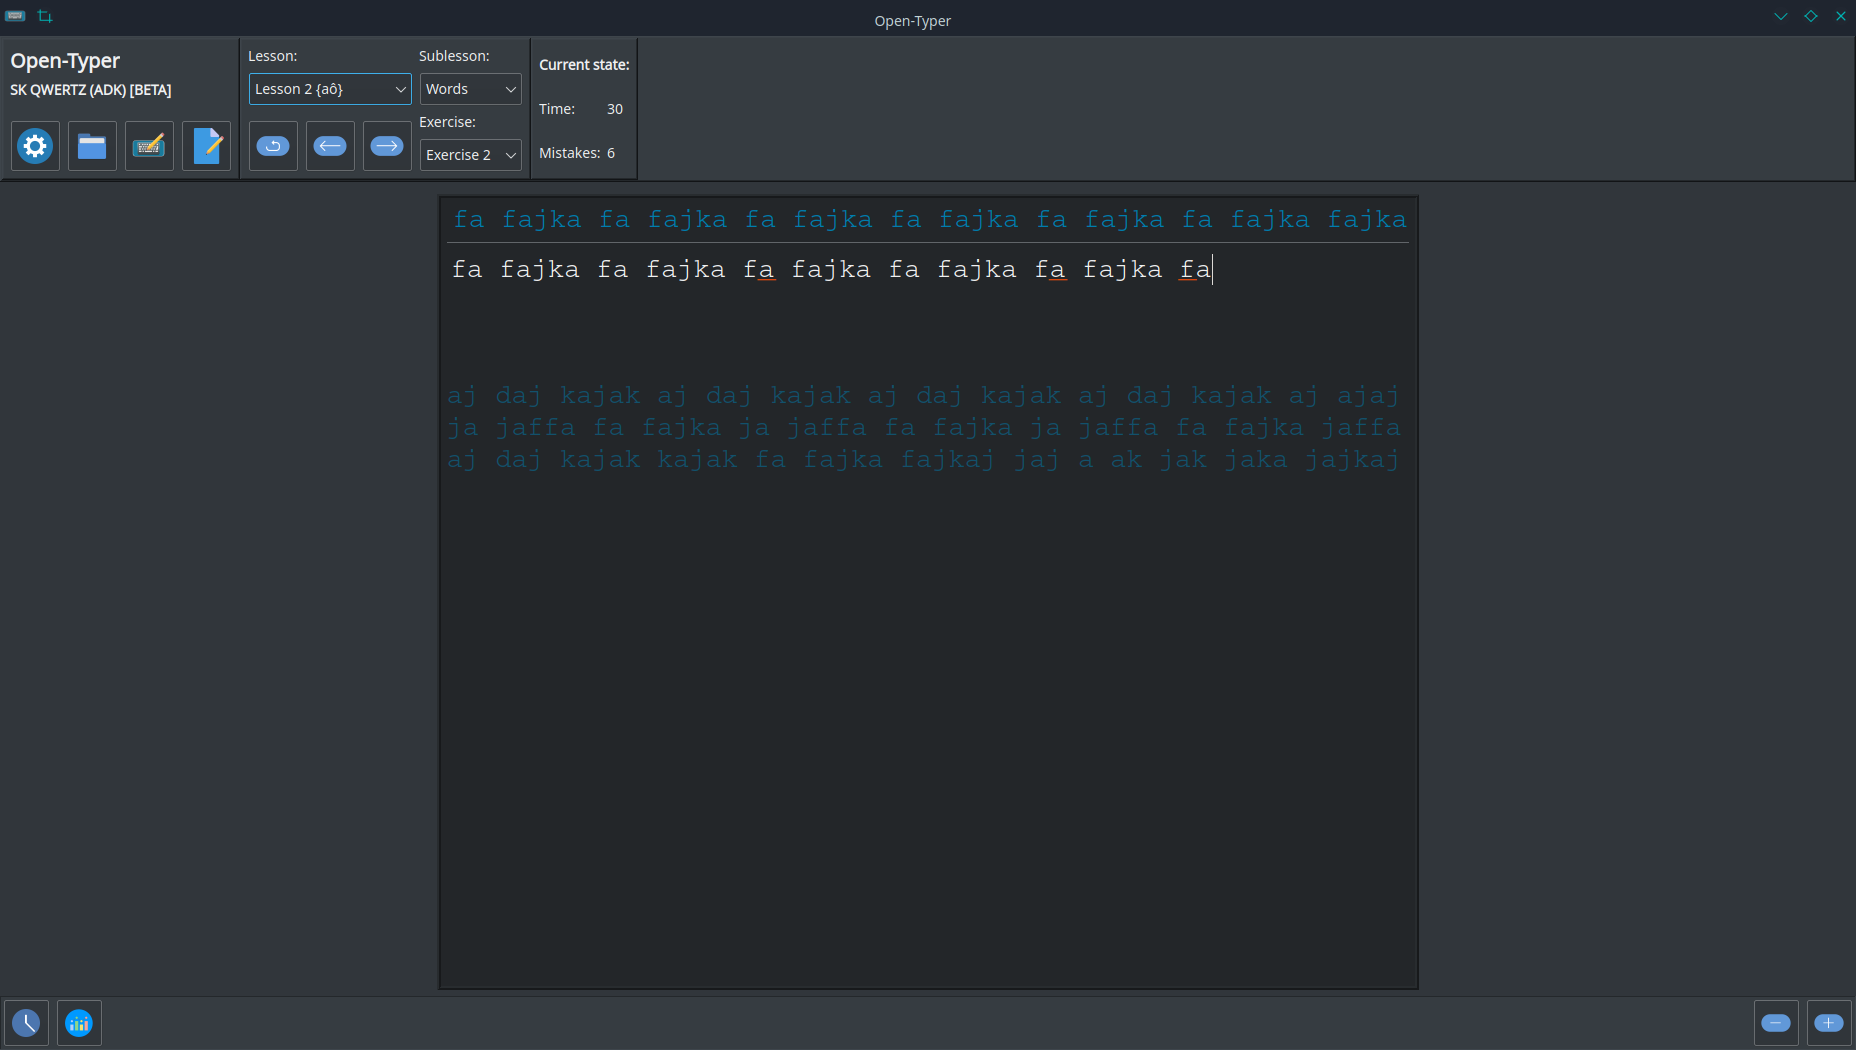 Open-Typer
Open-Typer
SK QWERTZ (ADK) [BETA]
Lesson:
Lesson 2 {aô}
Sublesson:
Words
Exercise:
Exercise 2
Current state:
Time: 30
Mistakes: 6
fa fajka fa fajka fa fajka fa fajka fa fajka fa fajka fajka
fa fajka fa fajka fa fajka fa fajka fa fajka fa
aj daj kajak aj daj kajak aj daj kajak aj daj kajak aj ajaj
ja jaffa fa fajka ja jaffa fa fajka ja jaffa fa fajka jaffa
aj daj kajak kajak fa fajka fajkaj jaj a ak jak jaka jajkaj